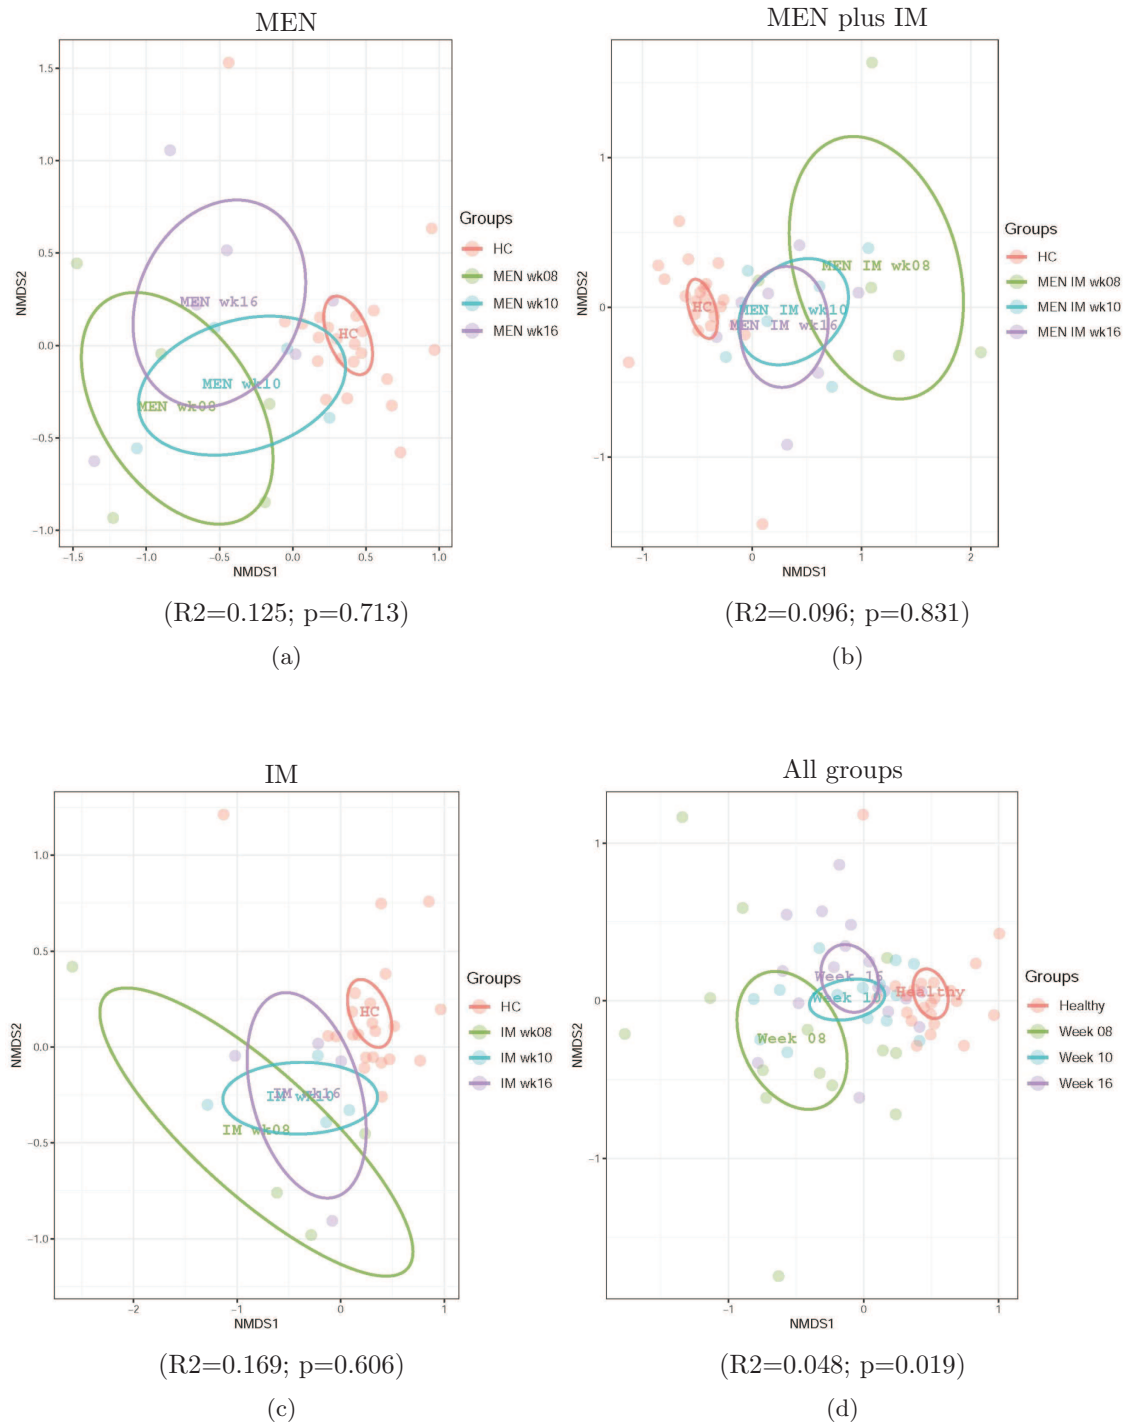 MEN
NMDS2
1.5
1.0
0.5
0.0
−0.5
−1.0
MEN wk16
HC
MEN wk10
MEN wk08
−1.5 −1.0 −0.5 0.0 0.5 1.0
NMDS1
Groups
HC
MEN wk08
MEN wk10
MEN wk16
(R2=0.125; p=0.713)
(a)
MEN plus IM
NMDS2
1
0
−1
MEN IM wk08
HC
MEN IM wk10
MEN IM wk16
−1 0 1 2
NMDS1
Groups
HC
MEN IM wk08
MEN IM wk10
MEN IM wk16
(R2=0.096; p=0.831)
(b)
IM
NMDS2
1.0
0.5
0.0
−0.5
−1.0
HC
IM wk16
IM wk10
IM wk08
−2 −1 0 1
NMDS1
Groups
HC
IM wk08
IM wk10
IM wk16
(R2=0.169; p=0.606)
(c)
All groups
NMDS2
1
0
−1
Week 16
Healthy
Week 10
Week 08
−1 0 1
NMDS1
Groups
Healthy
Week 08
Week 10
Week 16
(R2=0.048; p=0.019)
(d)